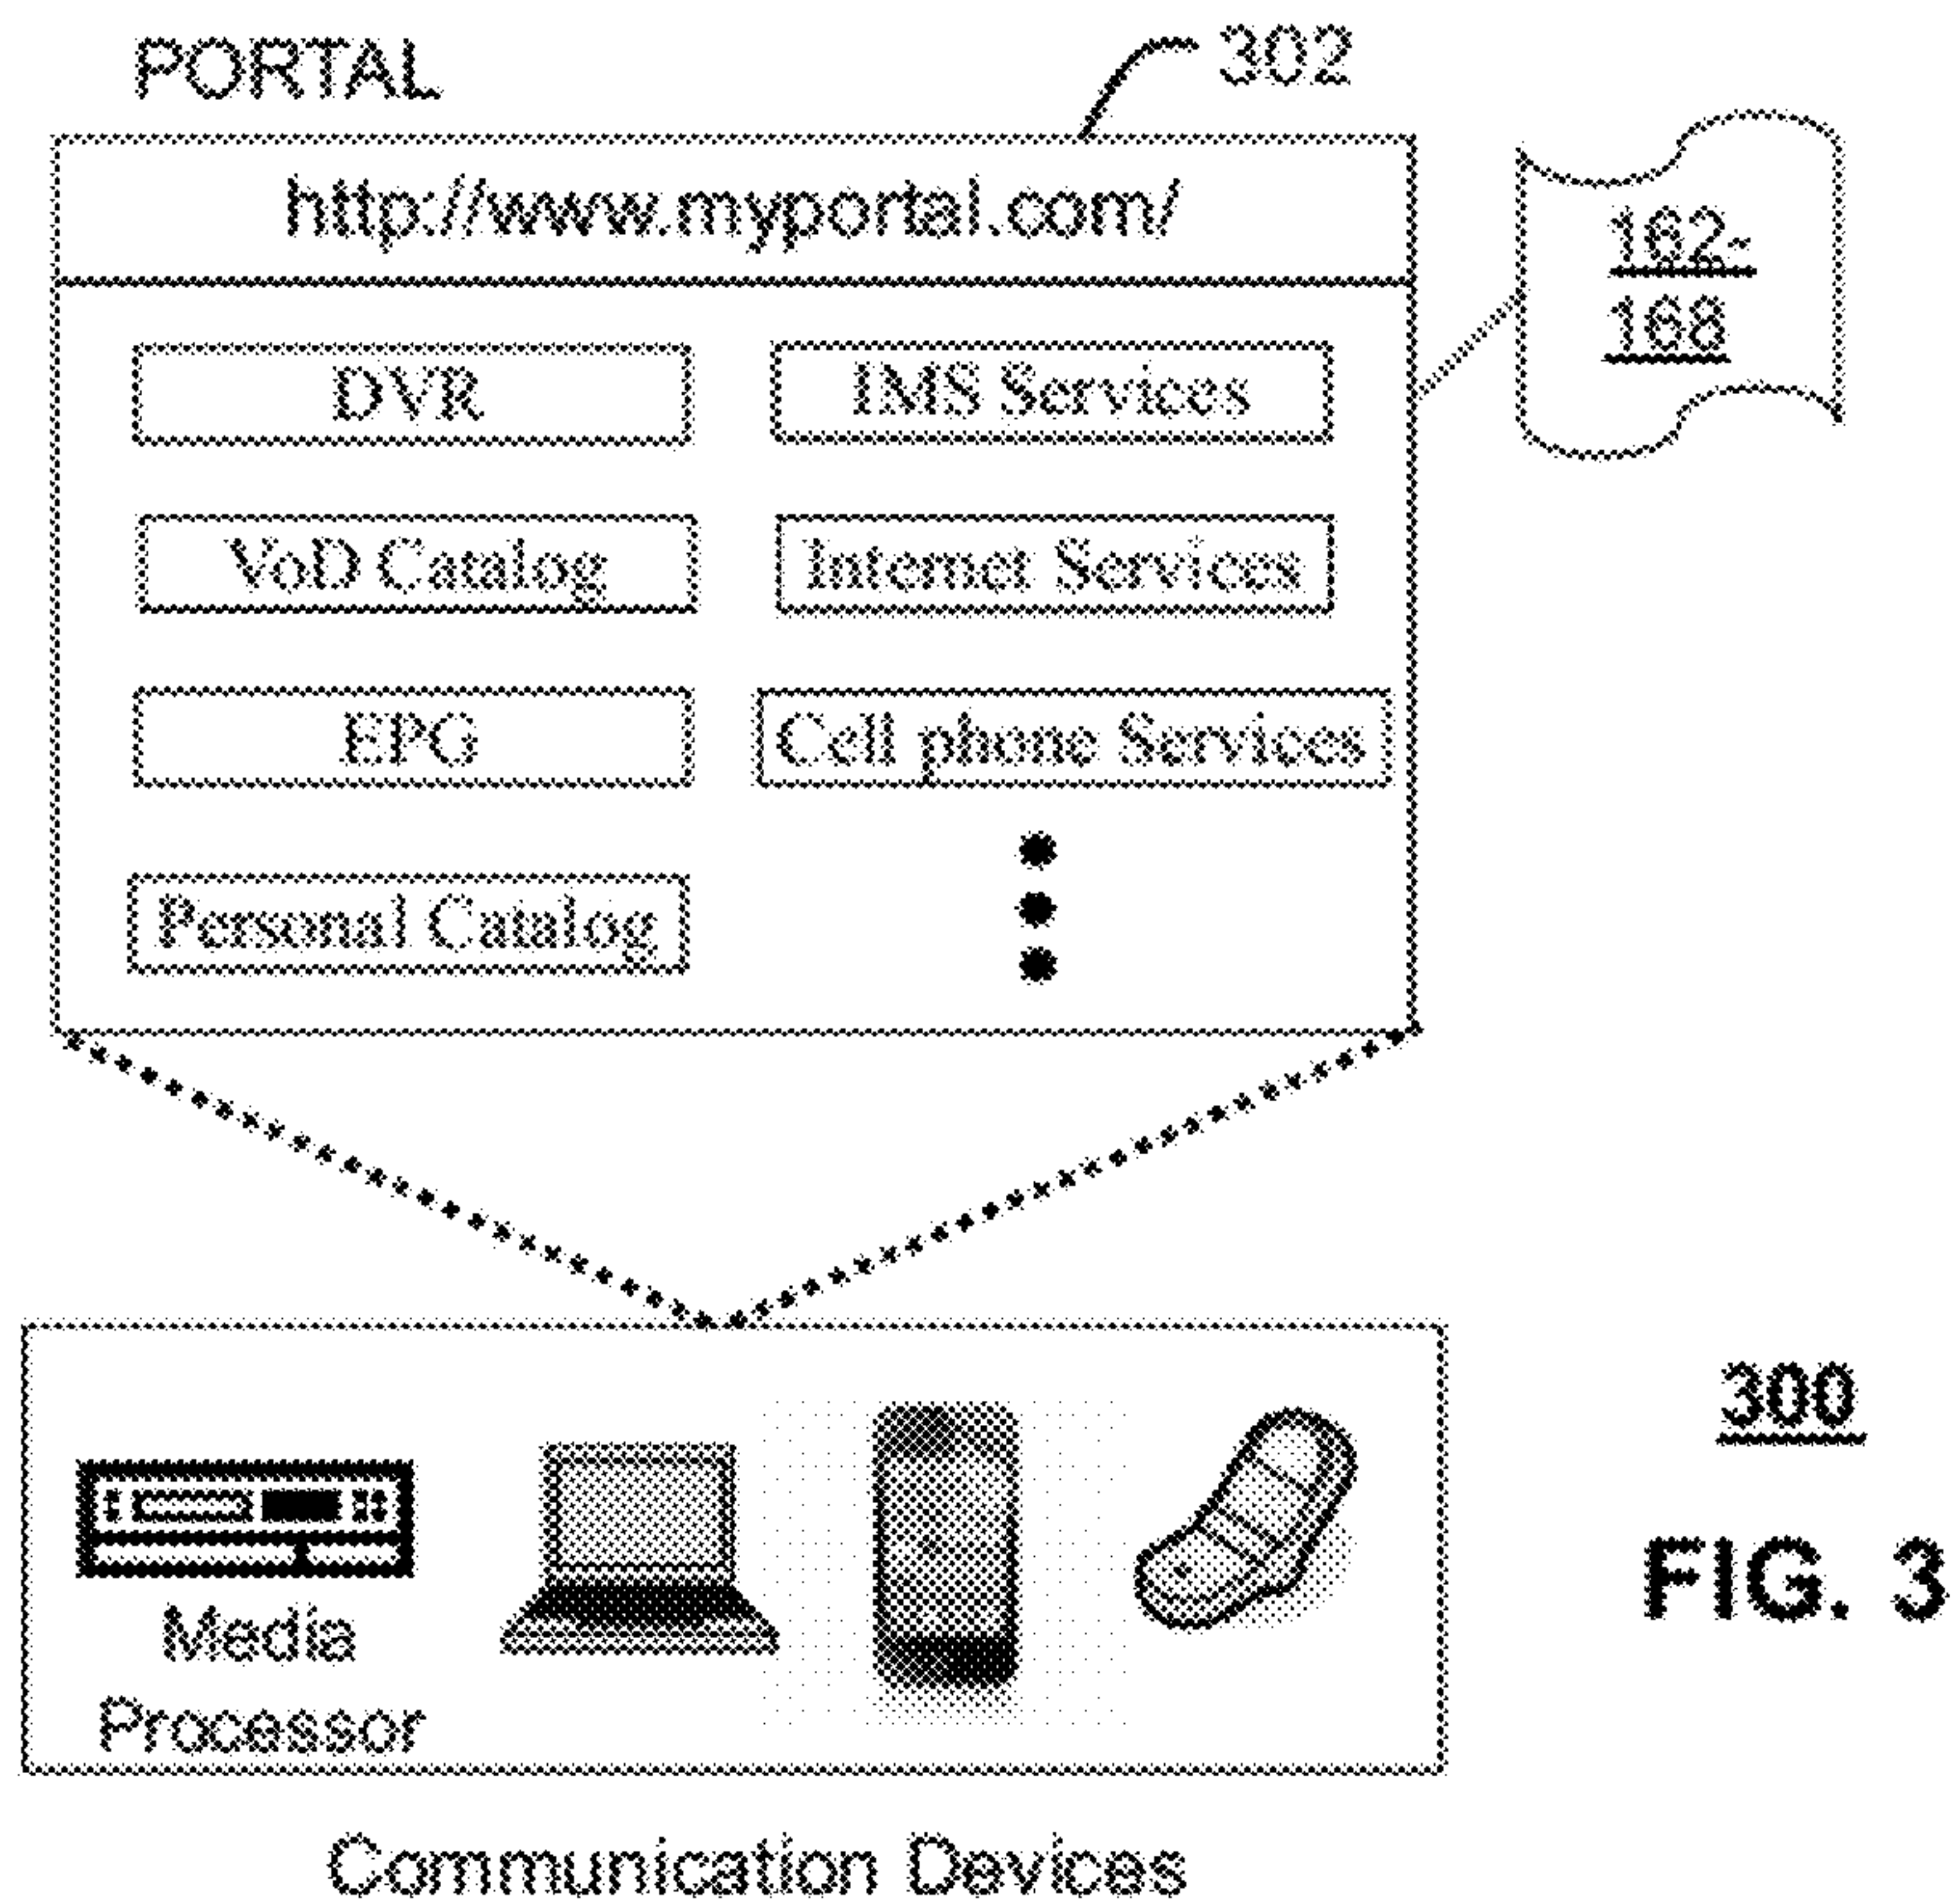 PORTAL
302
http://www.myportal.com/
162-
168
DVR
IMS Services
VoD Catalog
Internet Services
EPG
Cell phone Services
Personal Catalog
300
FIG. 3
Media
Processor
Communication Devices